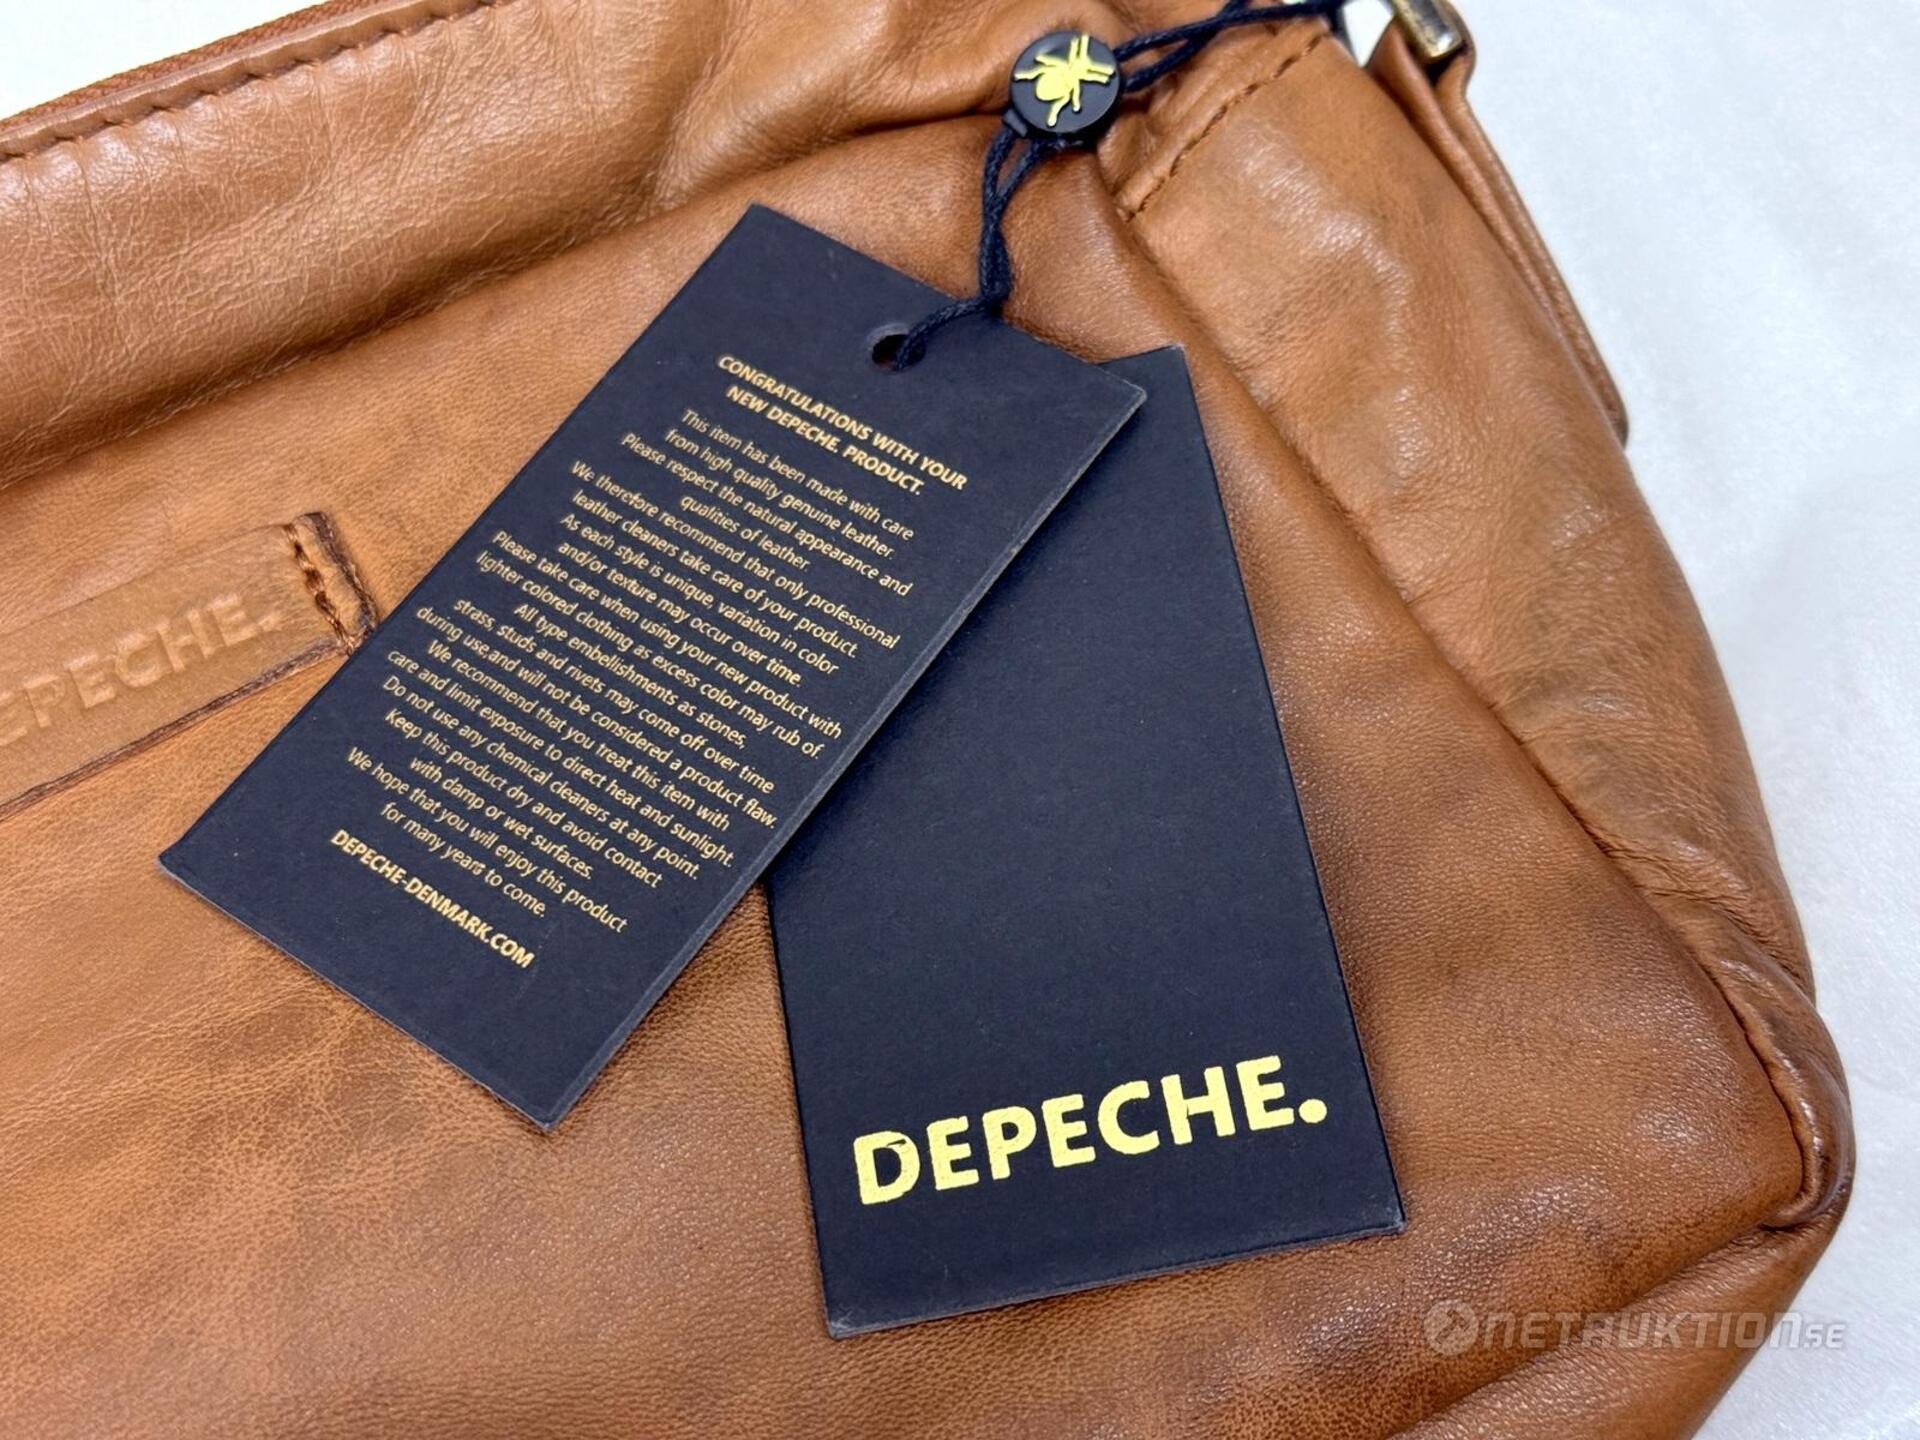 CONGRATULATIONS WITH YOUR
NEW DEPECHE. PRODUCT.
This item has been made with care
from high quality genuine leather.
Please respect the natural appearance and
qualities of leather.
We therefore recommend that only professional
leather cleaners take care of your product.
As each style is unique, variation in color
and/or texture may occur over time.
Please take care when using your new product with
lighter colored clothing as excess color may rub of.
All type embellishments as stones,
strass, studs and rivets may come off over time
during use,and will not be considered a product flaw.
We recommend that you treat this item with
care and limit exposure to direct heat and sunlight.
Do not use any chemical cleaners at any point.
Keep this product dry and avoid contact
with damp or wet surfaces.
We hope that you will enjoy this product
for many years to come.
DEPECHE-DENMARK.COM
DEPECHE.
EPECHE.
NETAUKTION.SE